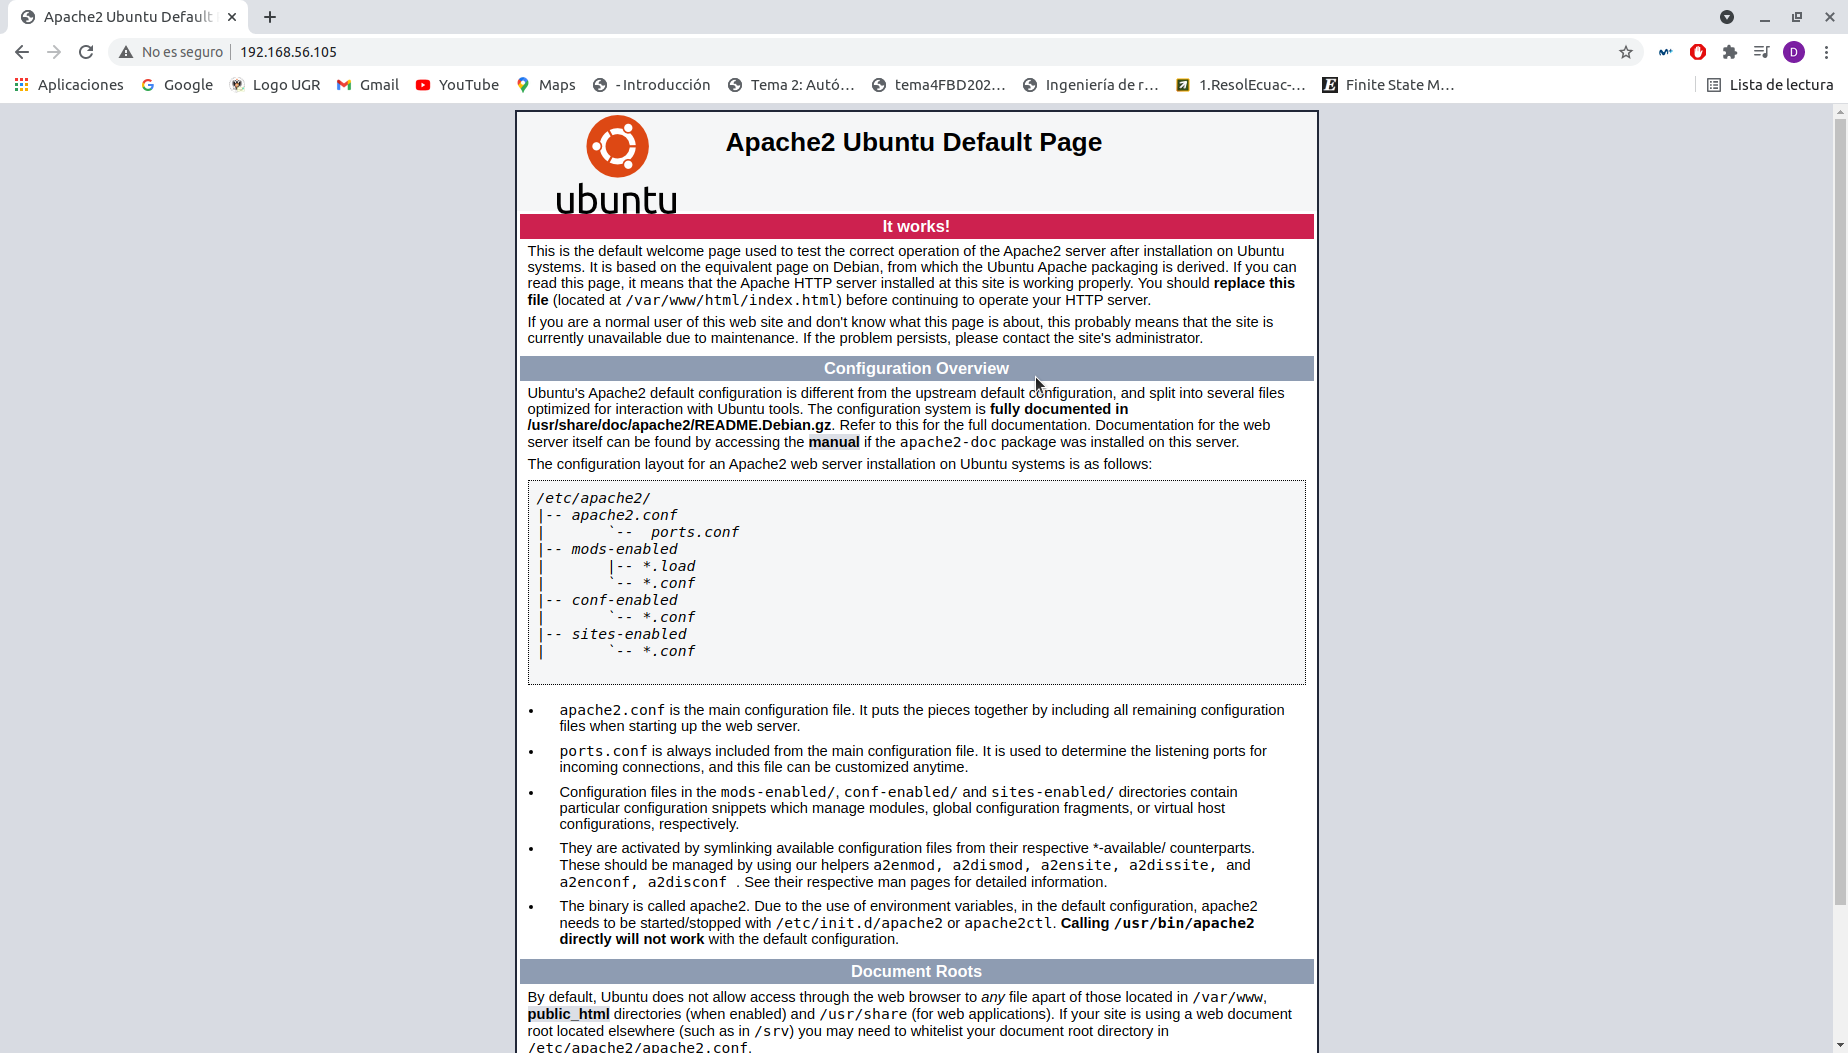 Apache2 Ubuntu Default
No es seguro
192.168.56.105
Aplicaciones
Google
Logo UGR
Gmail
YouTube
Maps
- Introducción
Tema 2: Autó...
tema4FBD202...
Ingeniería de r...
1.ResolEcuac-...
Finite State M...
Lista de lectura
D
ubuntu
Apache2 Ubuntu Default Page
It works!
This is the default welcome page used to test the correct operation of the Apache2 server after installation on Ubuntu
systems. It is based on the equivalent page on Debian, from which the Ubuntu Apache packaging is derived. If you can
read this page, it means that the Apache HTTP server installed at this site is working properly. You should replace this
file (located at /var/www/html/index.html) before continuing to operate your HTTP server.
If you are a normal user of this web site and don't know what this page is about, this probably means that the site is
currently unavailable due to maintenance. If the problem persists, please contact the site's administrator.
Configuration Overview
Ubuntu's Apache2 default configuration is different from the upstream default configuration, and split into several files
optimized for interaction with Ubuntu tools. The configuration system is fully documented in
/usr/share/doc/apache2/README.Debian.gz. Refer to this for the full documentation. Documentation for the web
server itself can be found by accessing the manual if the apache2-doc package was installed on this server.
The configuration layout for an Apache2 web server installation on Ubuntu systems is as follows:
/etc/apache2/
|-- apache2.conf
|       `--  ports.conf
|-- mods-enabled
|       |-- *.load
|       `-- *.conf
|-- conf-enabled
|       `-- *.conf
|-- sites-enabled
|       `-- *.conf
• apache2.conf is the main configuration file. It puts the pieces together by including all remaining configuration
files when starting up the web server.
• ports.conf is always included from the main configuration file. It is used to determine the listening ports for
incoming connections, and this file can be customized anytime.
• Configuration files in the mods-enabled/, conf-enabled/ and sites-enabled/ directories contain
particular configuration snippets which manage modules, global configuration fragments, or virtual host
configurations, respectively.
• They are activated by symlinking available configuration files from their respective *-available/ counterparts.
These should be managed by using our helpers a2enmod, a2dismod, a2ensite, a2dissite, and
a2enconf, a2disconf . See their respective man pages for detailed information.
• The binary is called apache2. Due to the use of environment variables, in the default configuration, apache2
needs to be started/stopped with /etc/init.d/apache2 or apache2ctl. Calling /usr/bin/apache2
directly will not work with the default configuration.
Document Roots
By default, Ubuntu does not allow access through the web browser to any file apart of those located in /var/www,
public_html directories (when enabled) and /usr/share (for web applications). If your site is using a web document
root located elsewhere (such as in /srv) you may need to whitelist your document root directory in
/etc/apache2/apache2.conf.